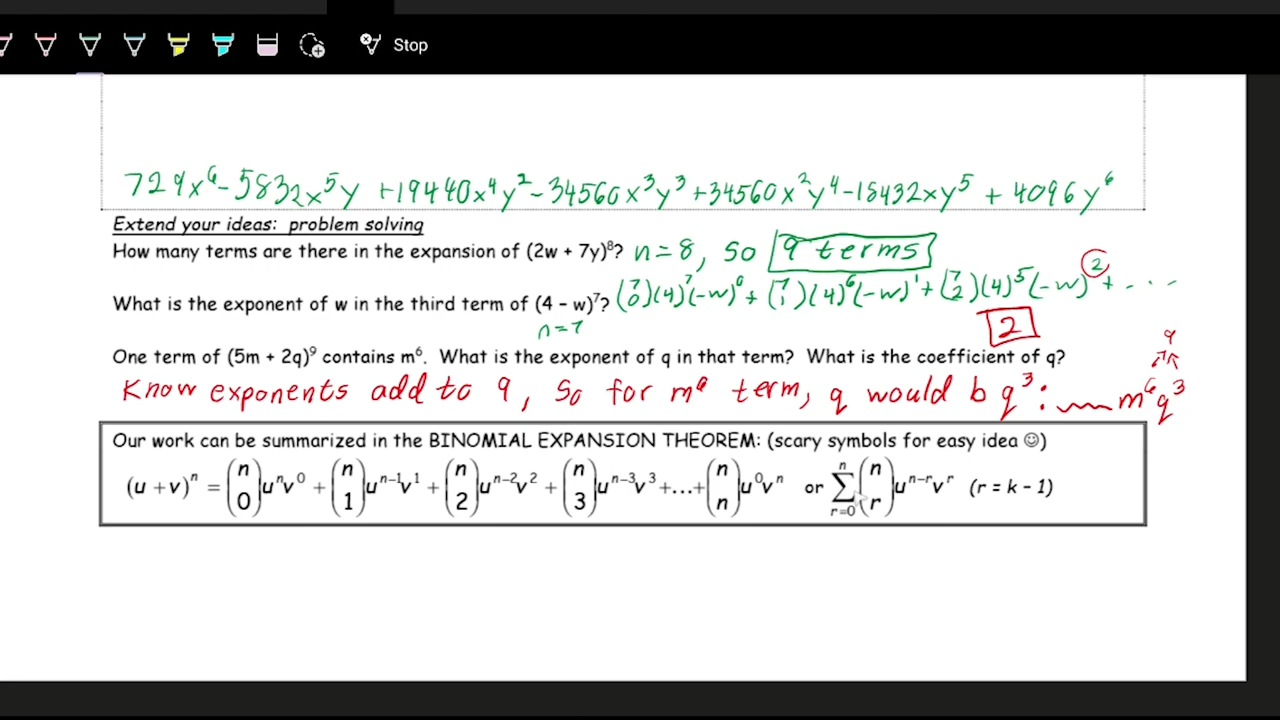 Stop
729x⁶ - 5832x⁵y + 19440x⁴y² - 34560x³y³ + 34560x²y⁴ - 18432xy⁵ + 4096y⁶
Extend your ideas: problem solving
How many terms are there in the expansion of (2w + 7y)⁸? n = 8, so 9 terms
What is the exponent of w in the third term of (4 – w)⁷? (7 0)(4)⁷(-w)⁰ + (7 1)(4)⁶(-w)¹ + (7 2)(4)⁵(-w)² + ....
n = 7
2
9
One term of (5m + 2q)⁹ contains m⁶. What is the exponent of q in that term? What is the coefficient of q?
Know exponents add to 9, so for m⁶ term, q would b q³: m⁶q³
Our work can be summarized in the BINOMIAL EXPANSION THEOREM: (scary symbols for easy idea ☺)
(u + v)ⁿ = (n 0)uⁿv⁰ + (n 1)uⁿ⁻¹v¹ + (n 2)uⁿ⁻²v² + (n 3)uⁿ⁻³v³ + ... + (n n)u⁰vⁿ or ∑ⁿᵣ₌₀ (n r)uⁿ⁻ʳvʳ (r = k - 1)